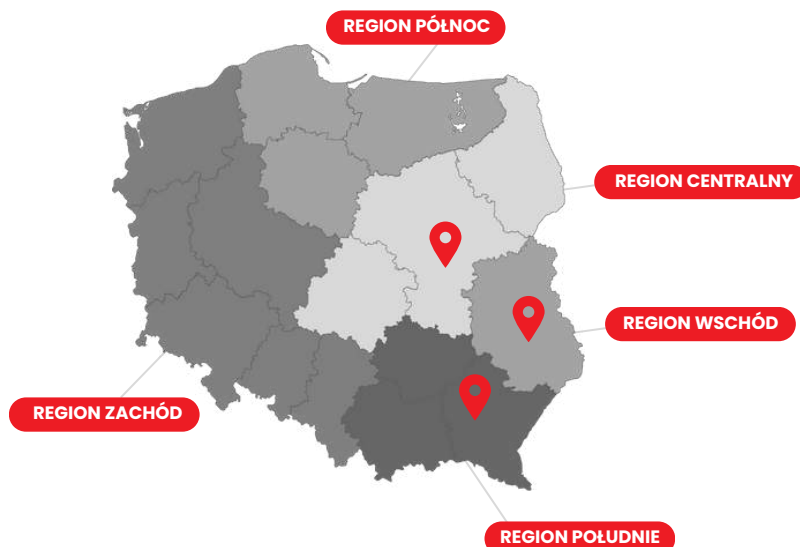 REGION PÓŁNOC
REGION CENTRALNY
REGION WSCHÓD
REGION ZACHÓD
REGION POŁUDNIE